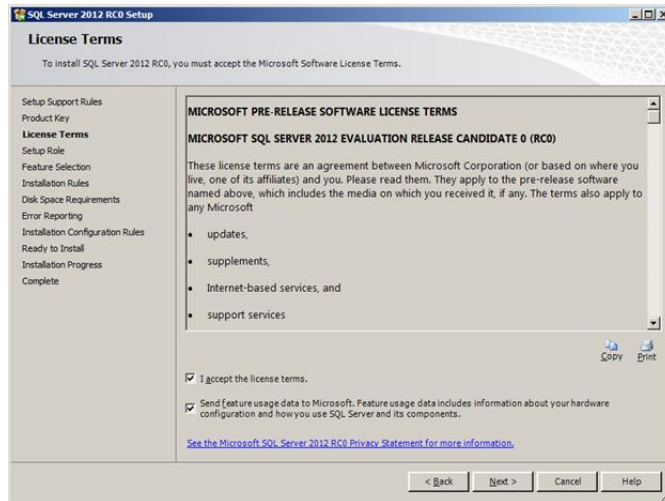 SQL Server 2012 RC0 Setup
License Terms
To install SQL Server 2012 RC0, you must accept the Microsoft Software License Terms.
Setup Support Rules
Product Key
License Terms
Setup Role
Feature Selection
Installation Rules
Disk Space Requirements
Error Reporting
Installation Configuration Rules
Ready to Install
Installation Progress
Complete
MICROSOFT PRE-RELEASE SOFTWARE LICENSE TERMS
MICROSOFT SQL SERVER 2012 EVALUATION RELEASE CANDIDATE 0 (RC0)
These license terms are an agreement between Microsoft Corporation (or based on where you
live, one of its affiliates) and you. Please read them. They apply to the pre-release software
named above, which includes the media on which you received it, if any. The terms also apply to
any Microsoft
• updates,
• supplements,
• Internet-based services, and
• support services
Copy Print
I accept the license terms.
Send feature usage data to Microsoft. Feature usage data includes information about your hardware
configuration and how you use SQL Server and its components.
See the Microsoft SQL Server 2012 RC0 Privacy Statement for more information.
< Back Next > Cancel Help